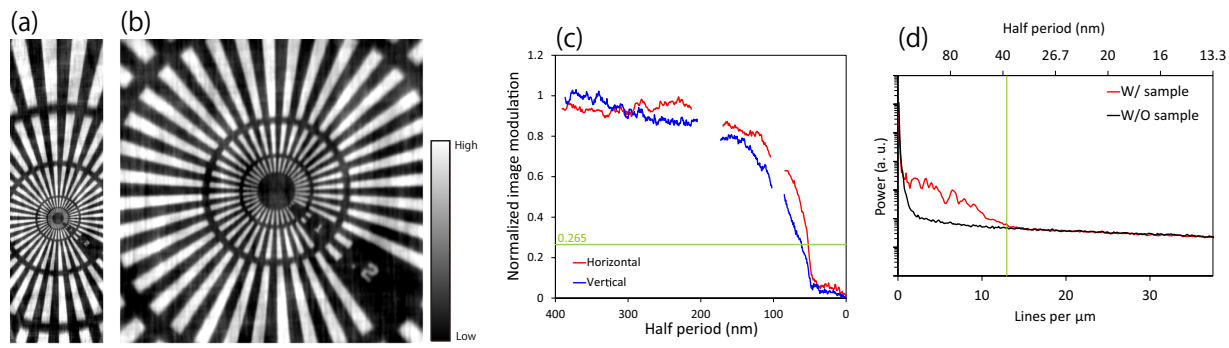 (a)
(b)
2
High
Low
(c)
Normalized image modulation
1.2
1
0.8
0.6
0.4
0.2
0
0.265
Horizontal
Vertical
400 300 200 100 0
Half period (nm)
(d)
Half period (nm)
80 40 26.7 20 16 13.3
Power (a. u.)
W/ sample
W/O sample
0 10 20 30
Lines per µm